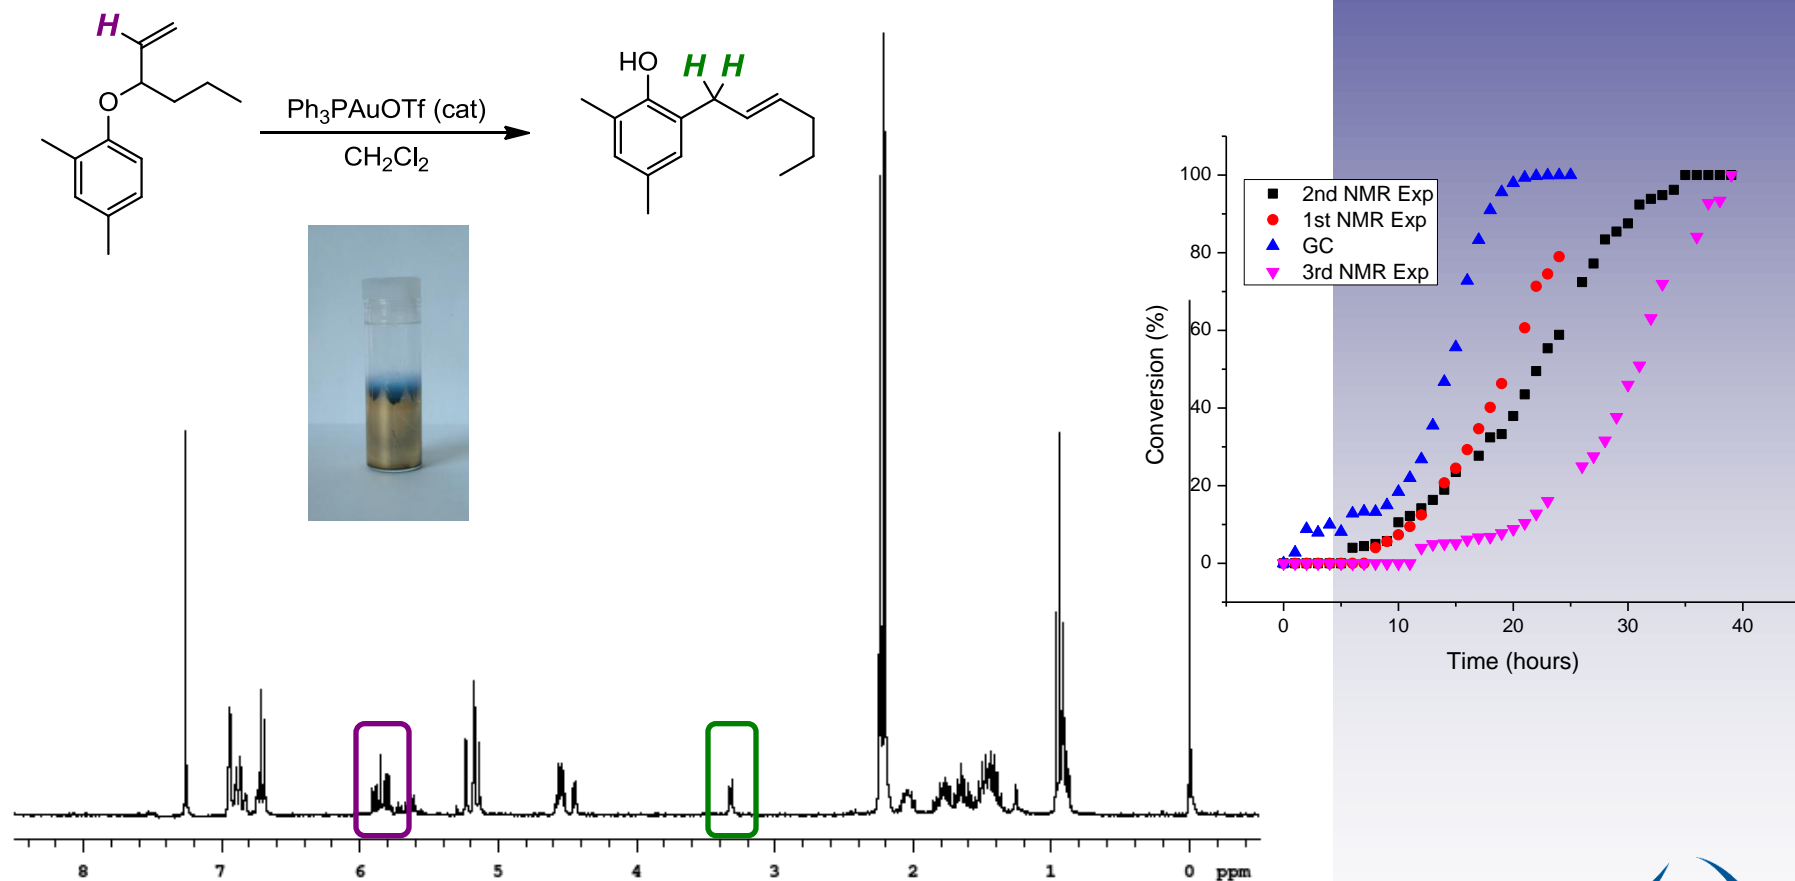 H
O
Ph₃PAuOTf (cat)
CH₂Cl₂
HO
H H
2nd NMR Exp
1st NMR Exp
GC
3rd NMR Exp
100
80
60
40
20
0
Conversion (%)
0 10 20 30 40
Time (hours)
8 7 6 5 4 3 2 1 0 ppm